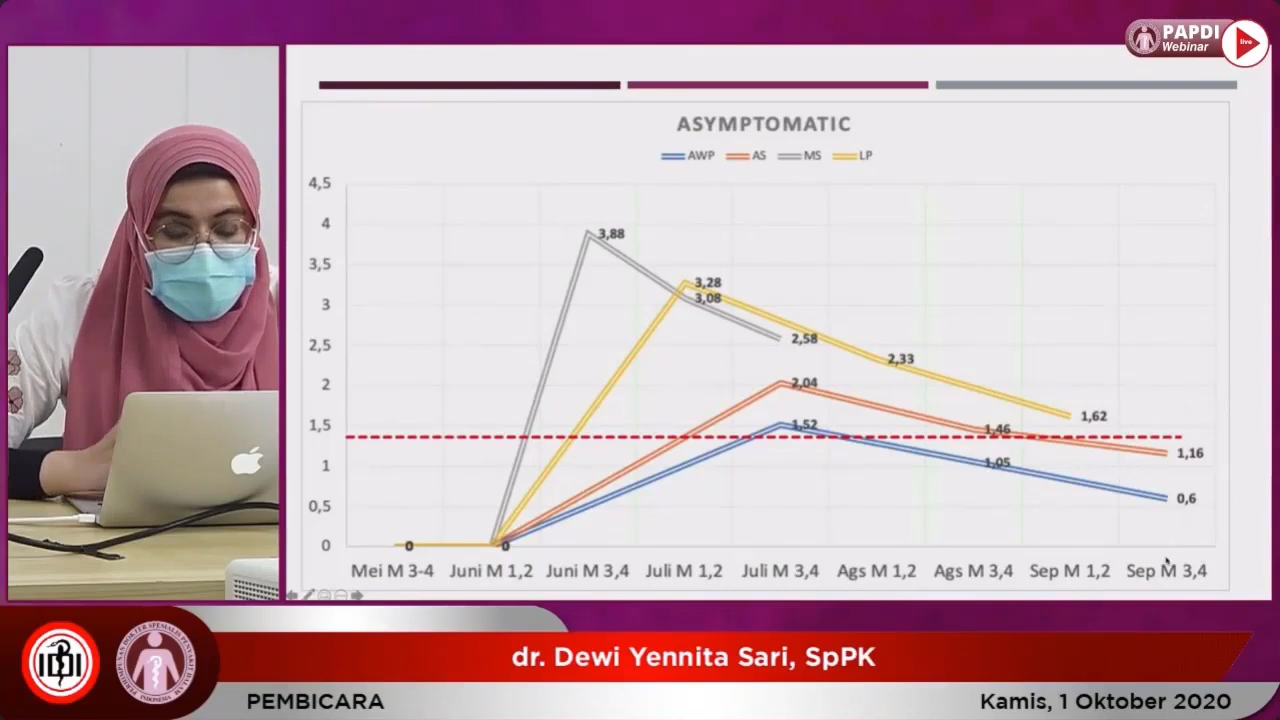 PAPDI
Webinar
live
ASYMPTOMATIC
AWP AS MS LP
4,5
4
3,5
3
2,5
2
1,5
1
0,5
0
3,88
3,28
3,08
2,58
2,33
2,04
1,62
1,52
1,46
1,16
1,05
0,6
0
0
Mei M 3-4 Juni M 1,2 Juni M 3,4 Juli M 1,2 Juli M 3,4 Ags M 1,2 Ags M 3,4 Sep M 1,2 Sep M 3,4
IDI
dr. Dewi Yennita Sari, SpPK
PEMBICARA
Kamis, 1 Oktober 2020